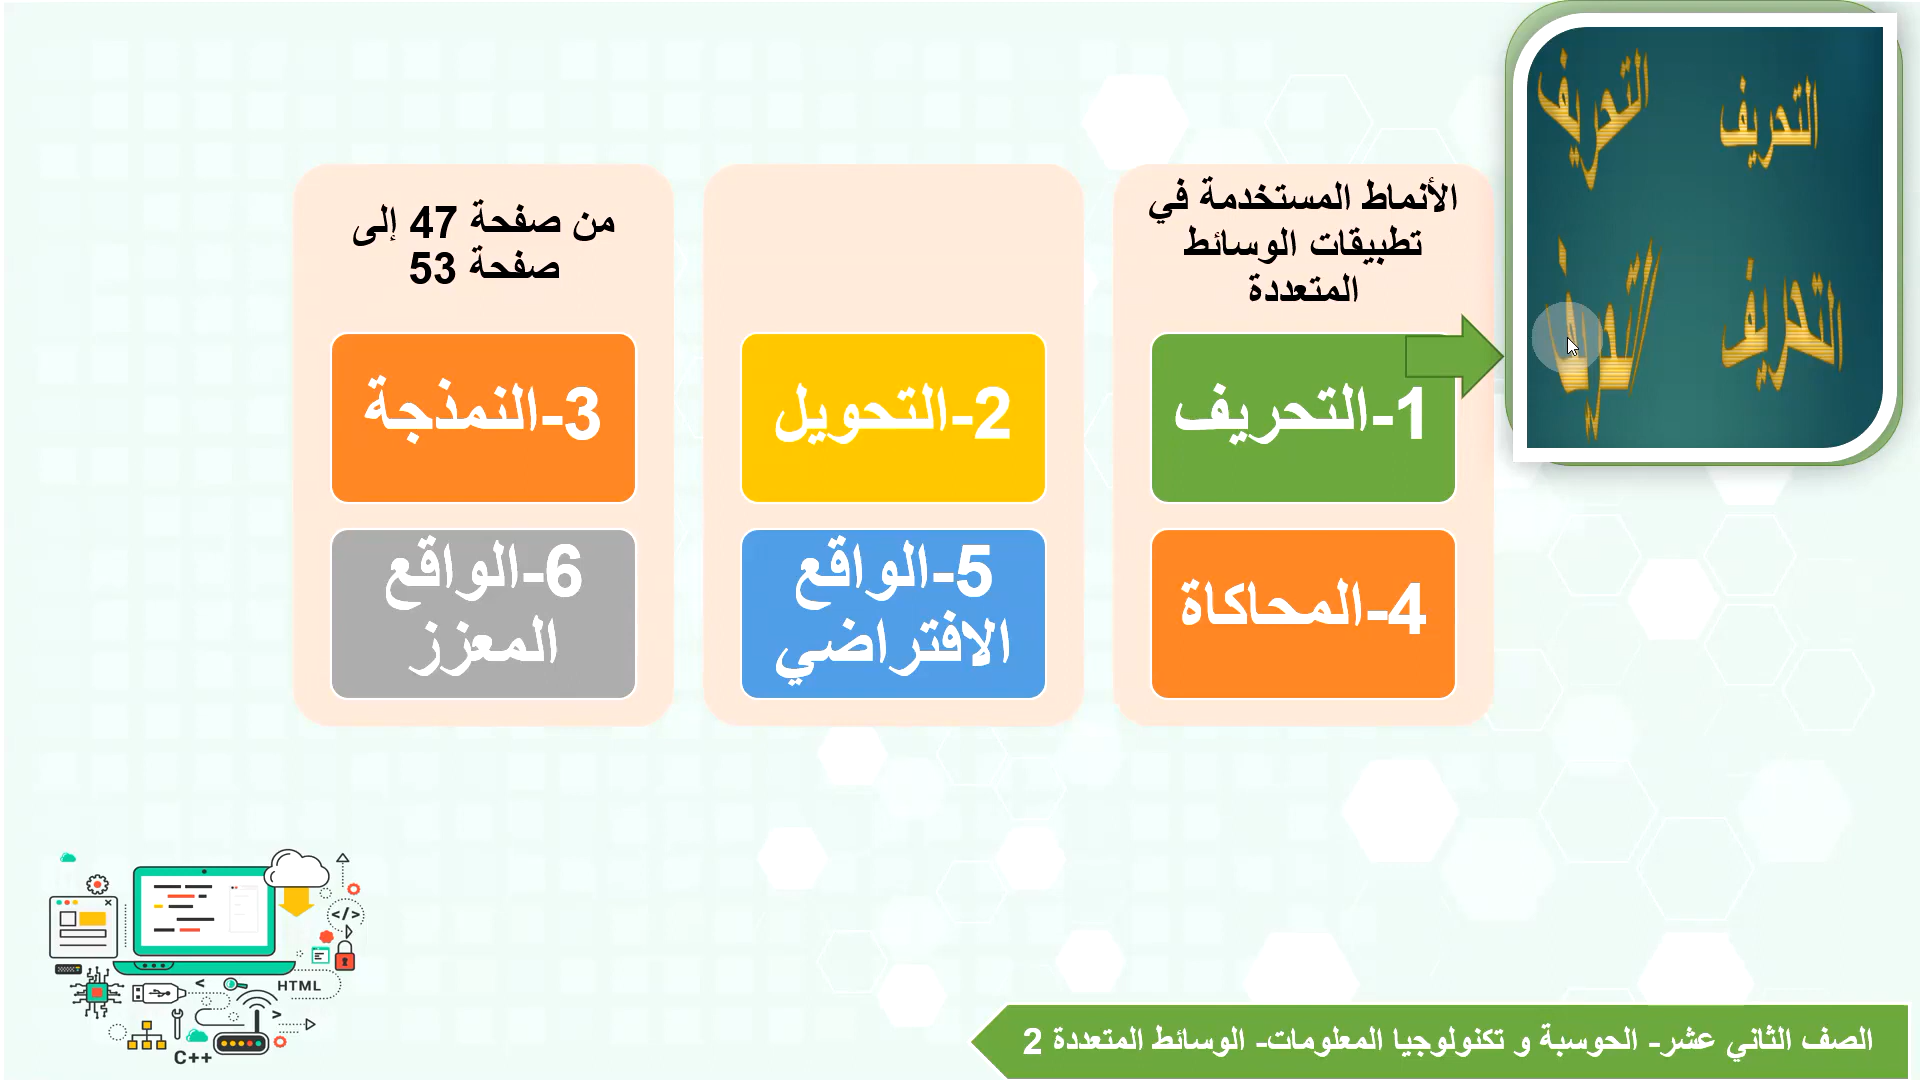 الأنماط المستخدمة في
تطبيقات الوسائط
المتعددة
من صفحة 47 إلى
صفحة 53
1-التحريف
2-التحويل
3-النمذجة
4-المحاكاة
5-الواقع
الافتراضي
6-الواقع
المعزز
التحريف
التحريف
التحريف
التحريف
</>
HTML
C++
الصف الثاني عشر- الحوسبة و تكنولوجيا المعلومات- الوسائط المتعددة 2